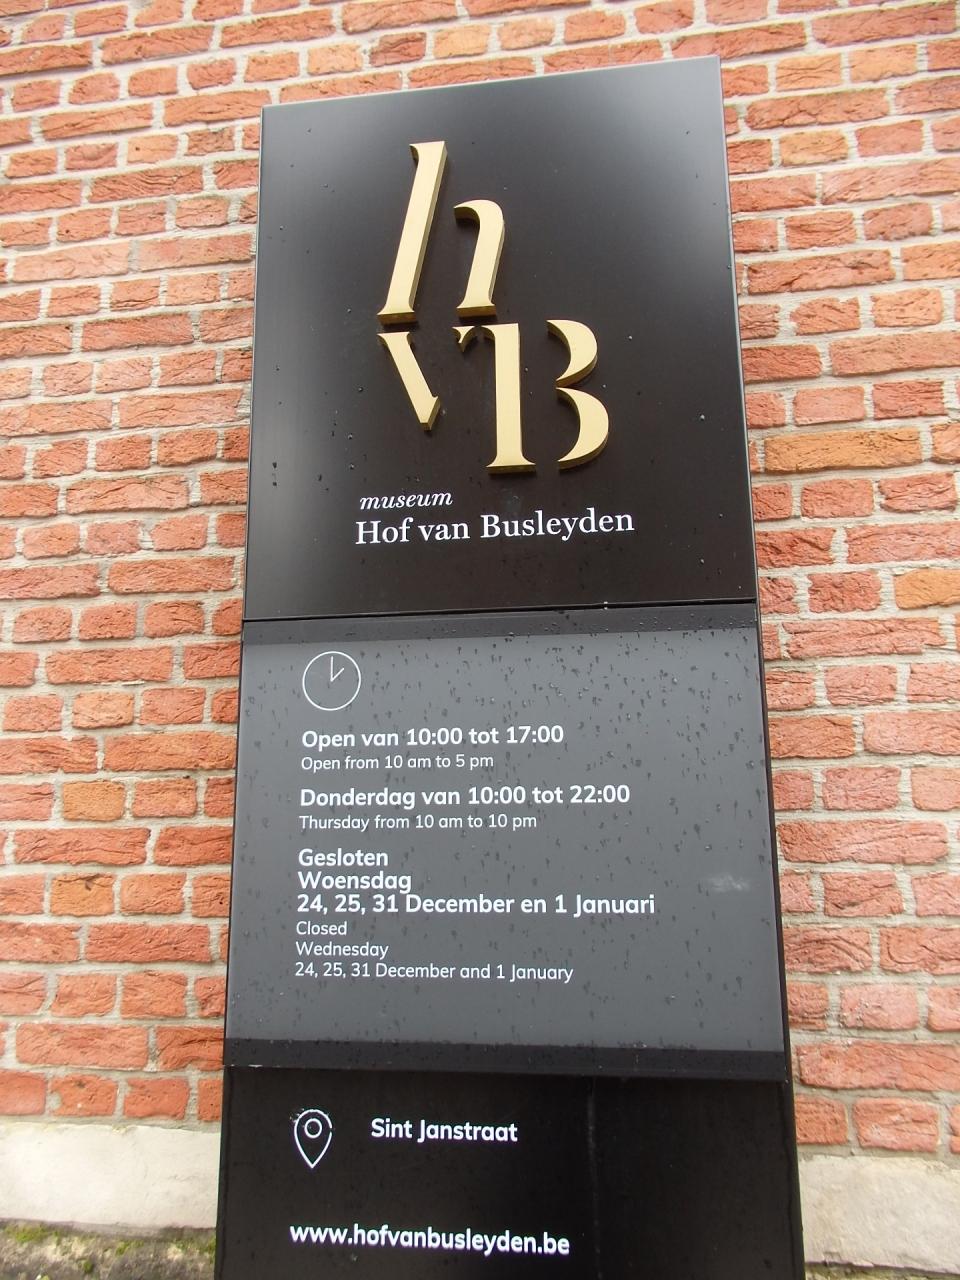 hvB
museum
Hof van Busleyden
Open van 10:00 tot 17:00
Open from 10 am to 5 pm
Donderdag van 10:00 tot 22:00
Thursday from 10 am to 10 pm
Gesloten
Woensdag
24, 25, 31 December en 1 Januari
Closed
Wednesday
24, 25, 31 December and 1 January
Sint Janstraat
www.hofvanbusleyden.be